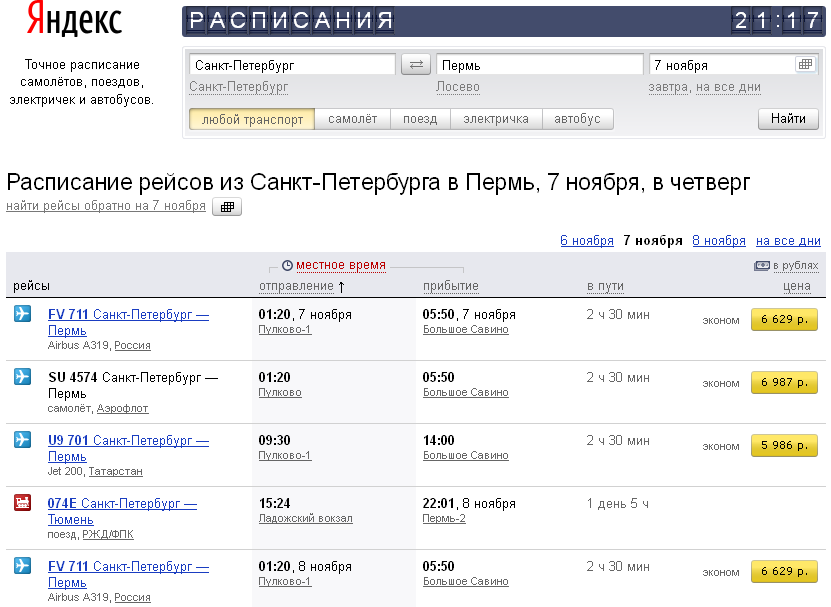 Яндекс
РАСПИСАНИЯ 21:17
Точное расписание
самолётов, поездов,
электричек и автобусов.
Санкт-Петербург Пермь 7 ноября
Санкт-Петербург Лосево завтра, на все дни
любой транспорт самолёт поезд электричка автобус Найти
Расписание рейсов из Санкт-Петербурга в Пермь, 7 ноября, в четверг
найти рейсы обратно на 7 ноября
6 ноября 7 ноября 8 ноября на все дни
местное время в рублях
рейсы отправление ↑ прибытие в пути цена
FV 711 Санкт-Петербург — 01:20, 7 ноября 05:50, 7 ноября 2 ч 30 мин эконом 6 629 р.
Пермь Пулково-1 Большое Савино
Airbus A319, Россия
SU 4574 Санкт-Петербург — 01:20 05:50 2 ч 30 мин эконом 6 987 р.
Пермь Пулково Большое Савино
самолёт, Аэрофлот
U9 701 Санкт-Петербург — 09:30 14:00 2 ч 30 мин эконом 5 986 р.
Пермь Пулково-1 Большое Савино
Jet 200, Татарстан
074Е Санкт-Петербург — 15:24 22:01, 8 ноября 1 день 5 ч
Тюмень Ладожский вокзал Пермь-2
поезд, РЖД/ФПК
FV 711 Санкт-Петербург — 01:20, 8 ноября 05:50 2 ч 30 мин эконом 6 629 р.
Пермь Пулково-1 Большое Савино
Airbus A319, Россия